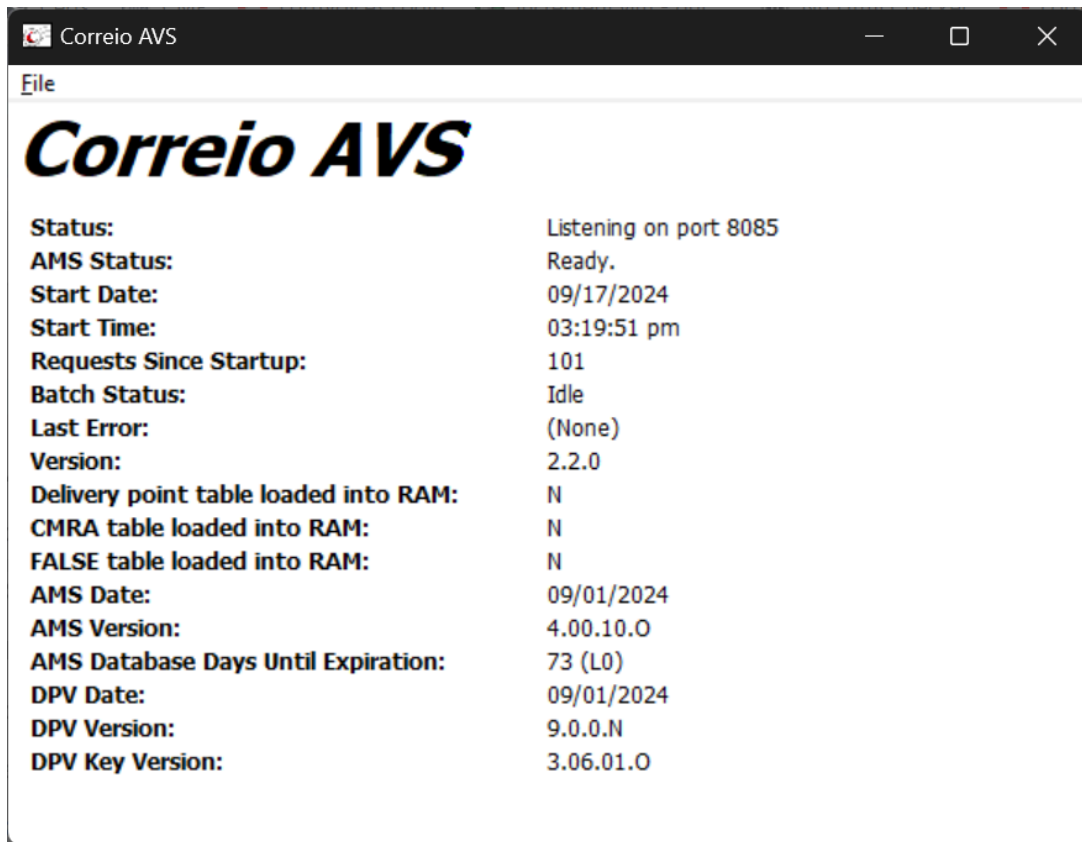 Correio AVS
File
Correio AVS
Status: Listening on port 8085
AMS Status: Ready.
Start Date: 09/17/2024
Start Time: 03:19:51 pm
Requests Since Startup: 101
Batch Status: Idle
Last Error: (None)
Version: 2.2.0
Delivery point table loaded into RAM: N
CMRA table loaded into RAM: N
FALSE table loaded into RAM: N
AMS Date: 09/01/2024
AMS Version: 4.00.10.O
AMS Database Days Until Expiration: 73 (L0)
DPV Date: 09/01/2024
DPV Version: 9.0.0.N
DPV Key Version: 3.06.01.O